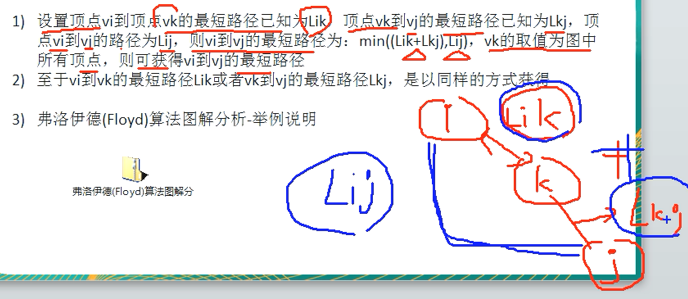 1) 设置顶点vi到顶点vk的最短路径已知为Lik，顶点vk到vj的最短路径已知为Lkj，顶
点vi到vj的路径为Lij，则vi到vj的最短路径为：min((Lik+Lkj),Lij)，vk的取值为图中
所有顶点，则可获得vi到vj的最短路径
2) 至于vi到vk的最短路径Lik或者vk到vj的最短路径Lkj，是以同样的方式获得
3) 弗洛伊德(Floyd)算法图解分析-举例说明
弗洛伊德(Floyd)算法图解分
i
Lik
k
+
Lij
Lkj
j